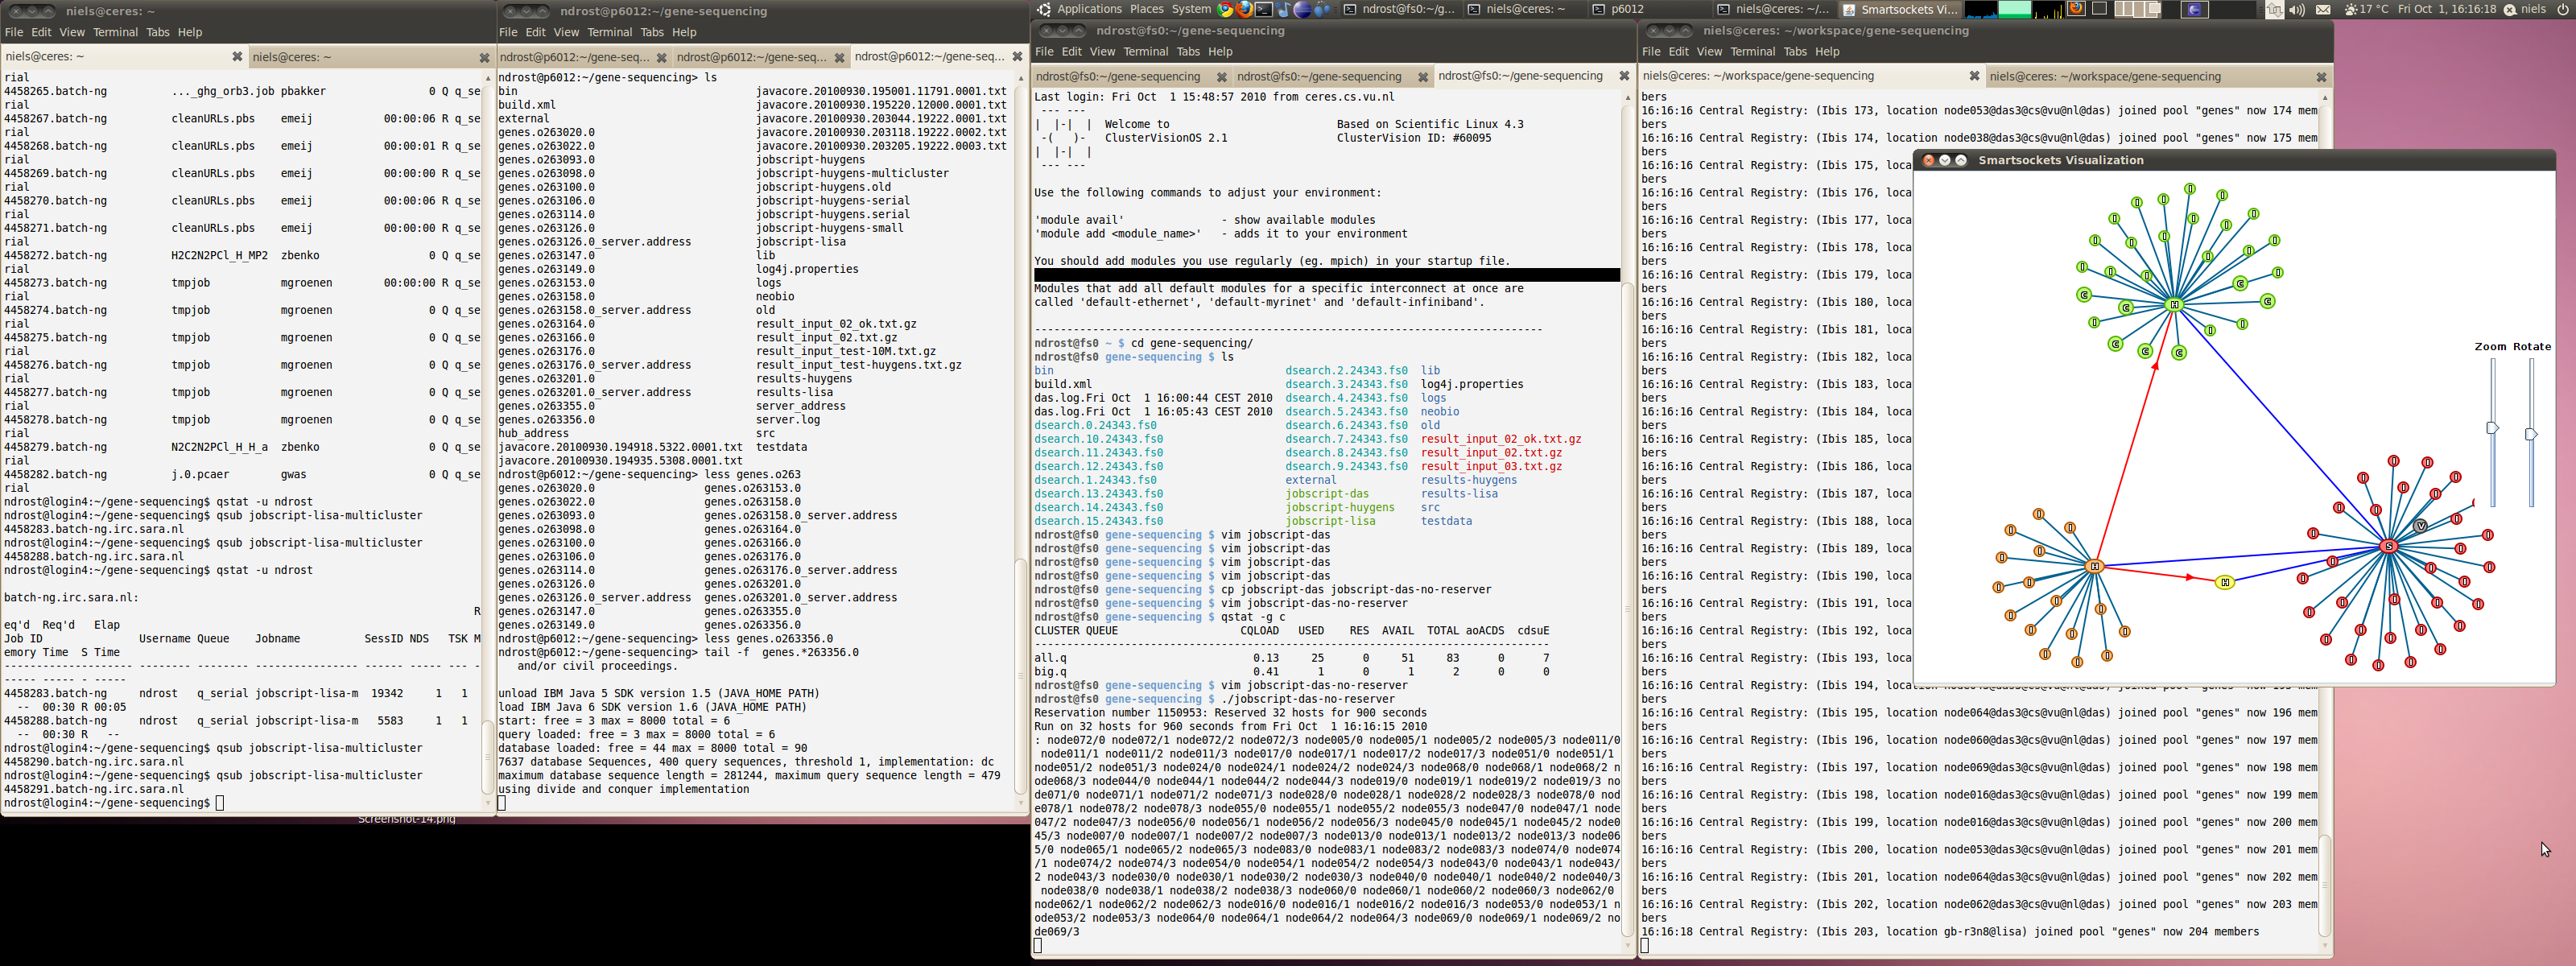 niels@ceres: ~
File Edit View Terminal Tabs Help
niels@ceres: ~
niels@ceres: ~
rial
4458265.batch-ng ..._ghg_orb3.job pbakker 0 Q q_se
rial
4458267.batch-ng cleanURLs.pbs emeij 00:00:06 R q_se
rial
4458268.batch-ng cleanURLs.pbs emeij 00:00:01 R q_se
rial
4458269.batch-ng cleanURLs.pbs emeij 00:00:00 R q_se
rial
4458270.batch-ng cleanURLs.pbs emeij 00:00:06 R q_se
rial
4458271.batch-ng cleanURLs.pbs emeij 00:00:00 R q_se
rial
4458272.batch-ng H2C2N2PCl_H_MP2 zbenko 0 Q q_se
rial
4458273.batch-ng tmpjob mgroenen 00:00:00 R q_se
rial
4458274.batch-ng tmpjob mgroenen 0 Q q_se
rial
4458275.batch-ng tmpjob mgroenen 0 Q q_se
rial
4458276.batch-ng tmpjob mgroenen 0 Q q_se
rial
4458277.batch-ng tmpjob mgroenen 0 Q q_se
rial
4458278.batch-ng tmpjob mgroenen 0 Q q_se
rial
4458279.batch-ng N2C2N2PCl_H_H_a zbenko 0 Q q_se
rial
4458282.batch-ng j.0.pcaer gwas 0 Q q_se
rial
ndrost@login4:~/gene-sequencing$ qstat -u ndrost
ndrost@login4:~/gene-sequencing$ qsub jobscript-lisa-multicluster
4458283.batch-ng.irc.sara.nl
ndrost@login4:~/gene-sequencing$ qsub jobscript-lisa-multicluster
4458288.batch-ng.irc.sara.nl
ndrost@login4:~/gene-sequencing$ qstat -u ndrost
batch-ng.irc.sara.nl:
R
eq'd Req'd Elap
Job ID Username Queue Jobname SessID NDS TSK M
emory Time S Time
-------------------- -------- -------- ---------------- ------ ----- --- -
----- ----- - -----
4458283.batch-ng ndrost q_serial jobscript-lisa-m 19342 1 1
-- 00:30 R 00:05
4458288.batch-ng ndrost q_serial jobscript-lisa-m 5583 1 1
-- 00:30 R --
ndrost@login4:~/gene-sequencing$ qsub jobscript-lisa-multicluster
4458290.batch-ng.irc.sara.nl
ndrost@login4:~/gene-sequencing$ qsub jobscript-lisa-multicluster
4458291.batch-ng.irc.sara.nl
ndrost@login4:~/gene-sequencing$
Screenshot-14.png
ndrost@p6012:~/gene-sequencing
File Edit View Terminal Tabs Help
ndrost@p6012:~/gene-seq...
ndrost@p6012:~/gene-seq...
ndrost@p6012:~/gene-seq...
ndrost@p6012:~/gene-sequencing> ls
bin javacore.20100930.195001.11791.0001.txt
build.xml javacore.20100930.195220.12000.0001.txt
external javacore.20100930.203044.19222.0001.txt
genes.o263020.0 javacore.20100930.203118.19222.0002.txt
genes.o263022.0 javacore.20100930.203205.19222.0003.txt
genes.o263093.0 jobscript-huygens
genes.o263098.0 jobscript-huygens-multicluster
genes.o263100.0 jobscript-huygens.old
genes.o263106.0 jobscript-huygens-serial
genes.o263114.0 jobscript-huygens.serial
genes.o263126.0 jobscript-huygens-small
genes.o263126.0_server.address jobscript-lisa
genes.o263147.0 lib
genes.o263149.0 log4j.properties
genes.o263153.0 logs
genes.o263158.0 neobio
genes.o263158.0_server.address old
genes.o263164.0 result_input_02_ok.txt.gz
genes.o263166.0 result_input_02.txt.gz
genes.o263176.0 result_input_test-10M.txt.gz
genes.o263176.0_server.address result_input_test-huygens.txt.gz
genes.o263201.0 results-huygens
genes.o263201.0_server.address results-lisa
genes.o263355.0 server_address
genes.o263356.0 server.log
hub_address src
javacore.20100930.194918.5322.0001.txt testdata
javacore.20100930.194935.5308.0001.txt
ndrost@p6012:~/gene-sequencing> less genes.o263
genes.o263020.0 genes.o263153.0
genes.o263022.0 genes.o263158.0
genes.o263093.0 genes.o263158.0_server.address
genes.o263098.0 genes.o263164.0
genes.o263100.0 genes.o263166.0
genes.o263106.0 genes.o263176.0
genes.o263114.0 genes.o263176.0_server.address
genes.o263126.0 genes.o263201.0
genes.o263126.0_server.address genes.o263201.0_server.address
genes.o263147.0 genes.o263355.0
genes.o263149.0 genes.o263356.0
ndrost@p6012:~/gene-sequencing> less genes.o263356.0
ndrost@p6012:~/gene-sequencing> tail -f genes.*263356.0
and/or civil proceedings.
unload IBM Java 5 SDK version 1.5 (JAVA_HOME PATH)
load IBM Java 6 SDK version 1.6 (JAVA_HOME PATH)
start: free = 3 max = 8000 total = 6
query loaded: free = 3 max = 8000 total = 6
database loaded: free = 44 max = 8000 total = 90
7637 database Sequences, 400 query sequences, threshold 1, implementation: dc
maximum database sequence length = 281244, maximum query sequence length = 479
using divide and conquer implementation
Applications Places System ndrost@fs0:~/g... niels@ceres: ~ p6012 niels@ceres: ~/... Smartsockets Vi... 17 °C Fri Oct 1, 16:16:18 niels
ndrost@fs0:~/gene-sequencing
File Edit View Terminal Tabs Help
ndrost@fs0:~/gene-sequencing
ndrost@fs0:~/gene-sequencing
ndrost@fs0:~/gene-sequencing
Last login: Fri Oct 1 15:48:57 2010 from ceres.cs.vu.nl
--- ---
| |-| | Welcome to Based on Scientific Linux 4.3
-( )- ClusterVisionOS 2.1 ClusterVision ID: #60095
| |-| |
--- ---
Use the following commands to adjust your environment:
'module avail' - show available modules
'module add <module_name>' - adds it to your environment
You should add modules you use regularly (eg. mpich) in your startup file.
Modules that add all default modules for a specific interconnect at once are
called 'default-ethernet', 'default-myrinet' and 'default-infiniband'.
------------------------------------------------------------------------------
ndrost@fs0 ~ $ cd gene-sequencing/
ndrost@fs0 gene-sequencing $ ls
bin dsearch.2.24343.fs0 lib
build.xml dsearch.3.24343.fs0 log4j.properties
das.log.Fri Oct 1 16:00:44 CEST 2010 dsearch.4.24343.fs0 logs
das.log.Fri Oct 1 16:05:43 CEST 2010 dsearch.5.24343.fs0 neobio
dsearch.0.24343.fs0 dsearch.6.24343.fs0 old
dsearch.10.24343.fs0 dsearch.7.24343.fs0 result_input_02_ok.txt.gz
dsearch.11.24343.fs0 dsearch.8.24343.fs0 result_input_02.txt.gz
dsearch.12.24343.fs0 dsearch.9.24343.fs0 result_input_03.txt.gz
dsearch.1.24343.fs0 external results-huygens
dsearch.13.24343.fs0 jobscript-das results-lisa
dsearch.14.24343.fs0 jobscript-huygens src
dsearch.15.24343.fs0 jobscript-lisa testdata
ndrost@fs0 gene-sequencing $ vim jobscript-das
ndrost@fs0 gene-sequencing $ vim jobscript-das
ndrost@fs0 gene-sequencing $ vim jobscript-das
ndrost@fs0 gene-sequencing $ vim jobscript-das
ndrost@fs0 gene-sequencing $ cp jobscript-das jobscript-das-no-reserver
ndrost@fs0 gene-sequencing $ vim jobscript-das-no-reserver
ndrost@fs0 gene-sequencing $ qstat -g c
CLUSTER QUEUE CQLOAD USED RES AVAIL TOTAL aoACDS cdsuE
-------------------------------------------------------------------------------
all.q 0.13 25 0 51 83 0 7
big.q 0.41 1 0 1 2 0 0
ndrost@fs0 gene-sequencing $ vim jobscript-das-no-reserver
ndrost@fs0 gene-sequencing $ ./jobscript-das-no-reserver
Reservation number 1150953: Reserved 32 hosts for 900 seconds
Run on 32 hosts for 960 seconds from Fri Oct 1 16:16:15 2010
: node072/0 node072/1 node072/2 node072/3 node005/0 node005/1 node005/2 node005/3 node011/0
node011/1 node011/2 node011/3 node017/0 node017/1 node017/2 node017/3 node051/0 node051/1
node051/2 node051/3 node024/0 node024/1 node024/2 node024/3 node068/0 node068/1 node068/2 n
ode068/3 node044/0 node044/1 node044/2 node044/3 node019/0 node019/1 node019/2 node019/3 no
de071/0 node071/1 node071/2 node071/3 node028/0 node028/1 node028/2 node028/3 node078/0 nod
e078/1 node078/2 node078/3 node055/0 node055/1 node055/2 node055/3 node047/0 node047/1 node
047/2 node047/3 node056/0 node056/1 node056/2 node056/3 node045/0 node045/1 node045/2 node0
45/3 node007/0 node007/1 node007/2 node007/3 node013/0 node013/1 node013/2 node013/3 node06
5/0 node065/1 node065/2 node065/3 node083/0 node083/1 node083/2 node083/3 node074/0 node074
/1 node074/2 node074/3 node054/0 node054/1 node054/2 node054/3 node043/0 node043/1 node043/
2 node043/3 node030/0 node030/1 node030/2 node030/3 node040/0 node040/1 node040/2 node040/3
node038/0 node038/1 node038/2 node038/3 node060/0 node060/1 node060/2 node060/3 node062/0
node062/1 node062/2 node062/3 node016/0 node016/1 node016/2 node016/3 node053/0 node053/1 n
ode053/2 node053/3 node064/0 node064/1 node064/2 node064/3 node069/0 node069/1 node069/2 no
de069/3
niels@ceres: ~/workspace/gene-sequencing
File Edit View Terminal Tabs Help
niels@ceres: ~/workspace/gene-sequencing
niels@ceres: ~/workspace/gene-sequencing
bers
16:16:16 Central Registry: (Ibis 173, location node053@das3@cs@vu@nl@das) joined pool "genes" now 174 mem
bers
16:16:16 Central Registry: (Ibis 174, location node038@das3@cs@vu@nl@das) joined pool "genes" now 175 mem
bers
16:16:16 Central Registry: (Ibis 175, loca
bers
16:16:16 Central Registry: (Ibis 176, loca
bers
16:16:16 Central Registry: (Ibis 177, loca
bers
16:16:16 Central Registry: (Ibis 178, loca
bers
16:16:16 Central Registry: (Ibis 179, loca
bers
16:16:16 Central Registry: (Ibis 180, loca
bers
16:16:16 Central Registry: (Ibis 181, loca
bers
16:16:16 Central Registry: (Ibis 182, loca
bers
16:16:16 Central Registry: (Ibis 183, loca
bers
16:16:16 Central Registry: (Ibis 184, loca
bers
16:16:16 Central Registry: (Ibis 185, loca
bers
16:16:16 Central Registry: (Ibis 186, loca
bers
16:16:16 Central Registry: (Ibis 187, loca
bers
16:16:16 Central Registry: (Ibis 188, loca
bers
16:16:16 Central Registry: (Ibis 189, loca
bers
16:16:16 Central Registry: (Ibis 190, loca
bers
16:16:16 Central Registry: (Ibis 191, loca
bers
16:16:16 Central Registry: (Ibis 192, loca
bers
16:16:16 Central Registry: (Ibis 193, loca
bers
16:16:16 Central Registry: (Ibis 194, loca
bers
16:16:16 Central Registry: (Ibis 195, location node064@das3@cs@vu@nl@das) joined pool "genes" now 196 mem
bers
16:16:16 Central Registry: (Ibis 196, location node060@das3@cs@vu@nl@das) joined pool "genes" now 197 mem
bers
16:16:16 Central Registry: (Ibis 197, location node069@das3@cs@vu@nl@das) joined pool "genes" now 198 mem
bers
16:16:16 Central Registry: (Ibis 198, location node016@das3@cs@vu@nl@das) joined pool "genes" now 199 mem
bers
16:16:16 Central Registry: (Ibis 199, location node016@das3@cs@vu@nl@das) joined pool "genes" now 200 mem
bers
16:16:16 Central Registry: (Ibis 200, location node053@das3@cs@vu@nl@das) joined pool "genes" now 201 mem
bers
16:16:16 Central Registry: (Ibis 201, location node064@das3@cs@vu@nl@das) joined pool "genes" now 202 mem
bers
16:16:16 Central Registry: (Ibis 202, location node062@das3@cs@vu@nl@das) joined pool "genes" now 203 mem
bers
16:16:18 Central Registry: (Ibis 203, location gb-r3n8@lisa) joined pool "genes" now 204 members
Smartsockets Visualization
Zoom Rotate
H
C
C
C
C
C
C
C
H
H
S
V